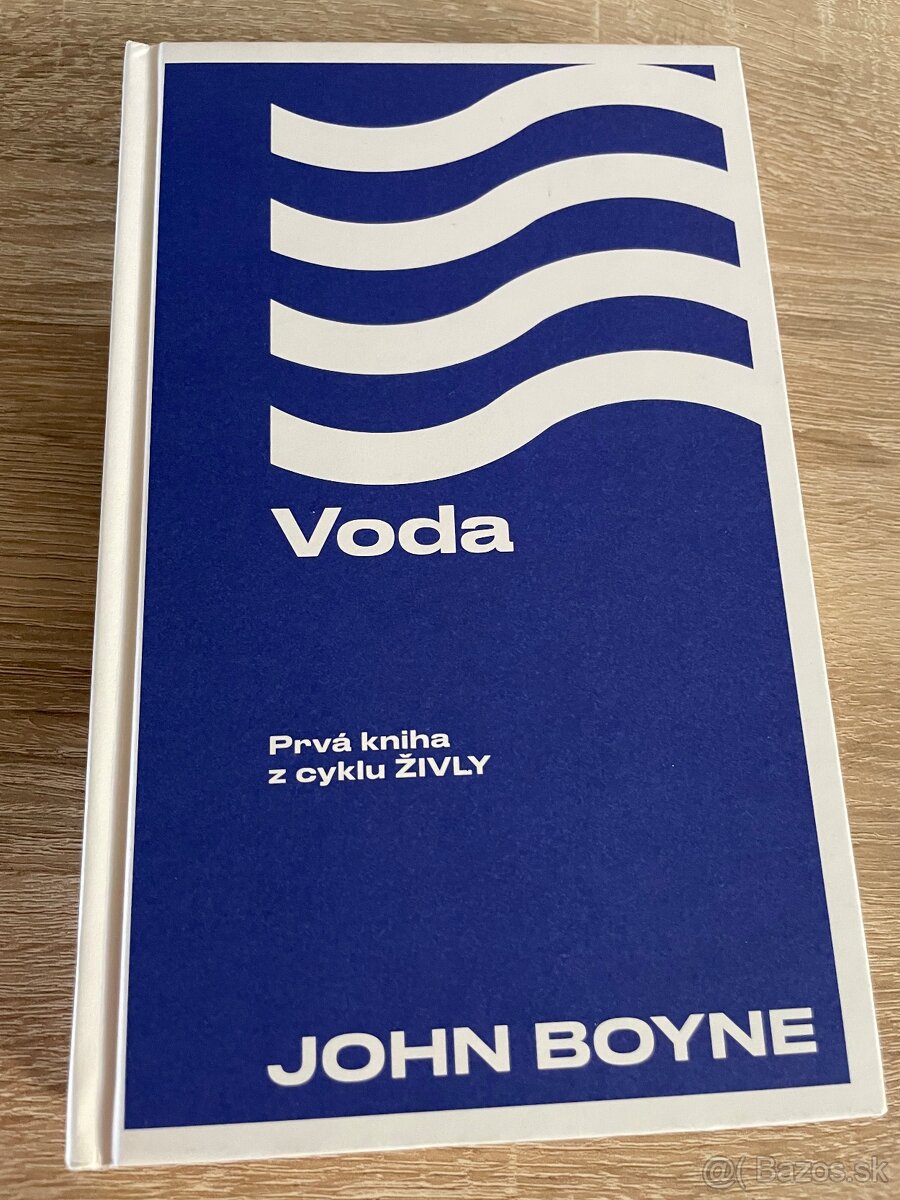 Voda
Prvá kniha
z cyklu ŽIVLY
JOHN BOYNE
@( Bazos.sk